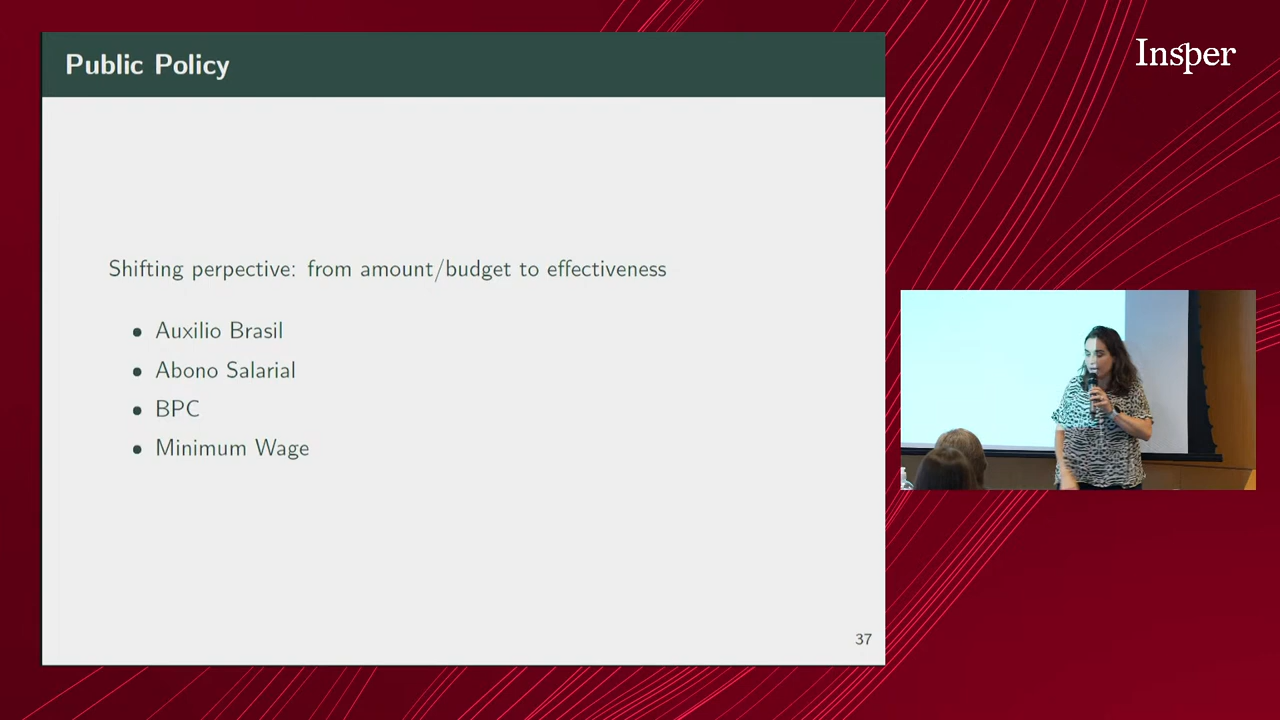 Public Policy
Insper
Shifting perpective: from amount/budget to effectiveness
• Auxilio Brasil
• Abono Salarial
• BPC
• Minimum Wage
37